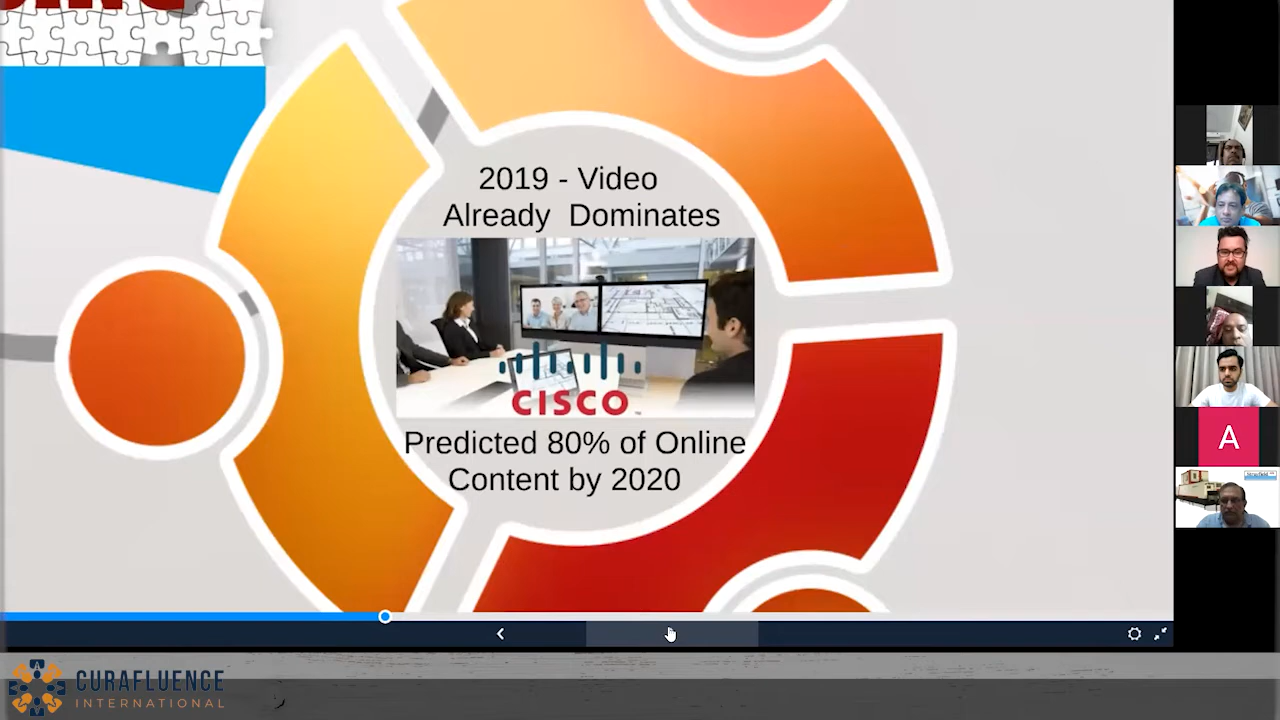 2019 - Video
Already Dominates
CISCO
Predicted 80% of Online
Content by 2020
A
CURAFLUENCE
INTERNATIONAL